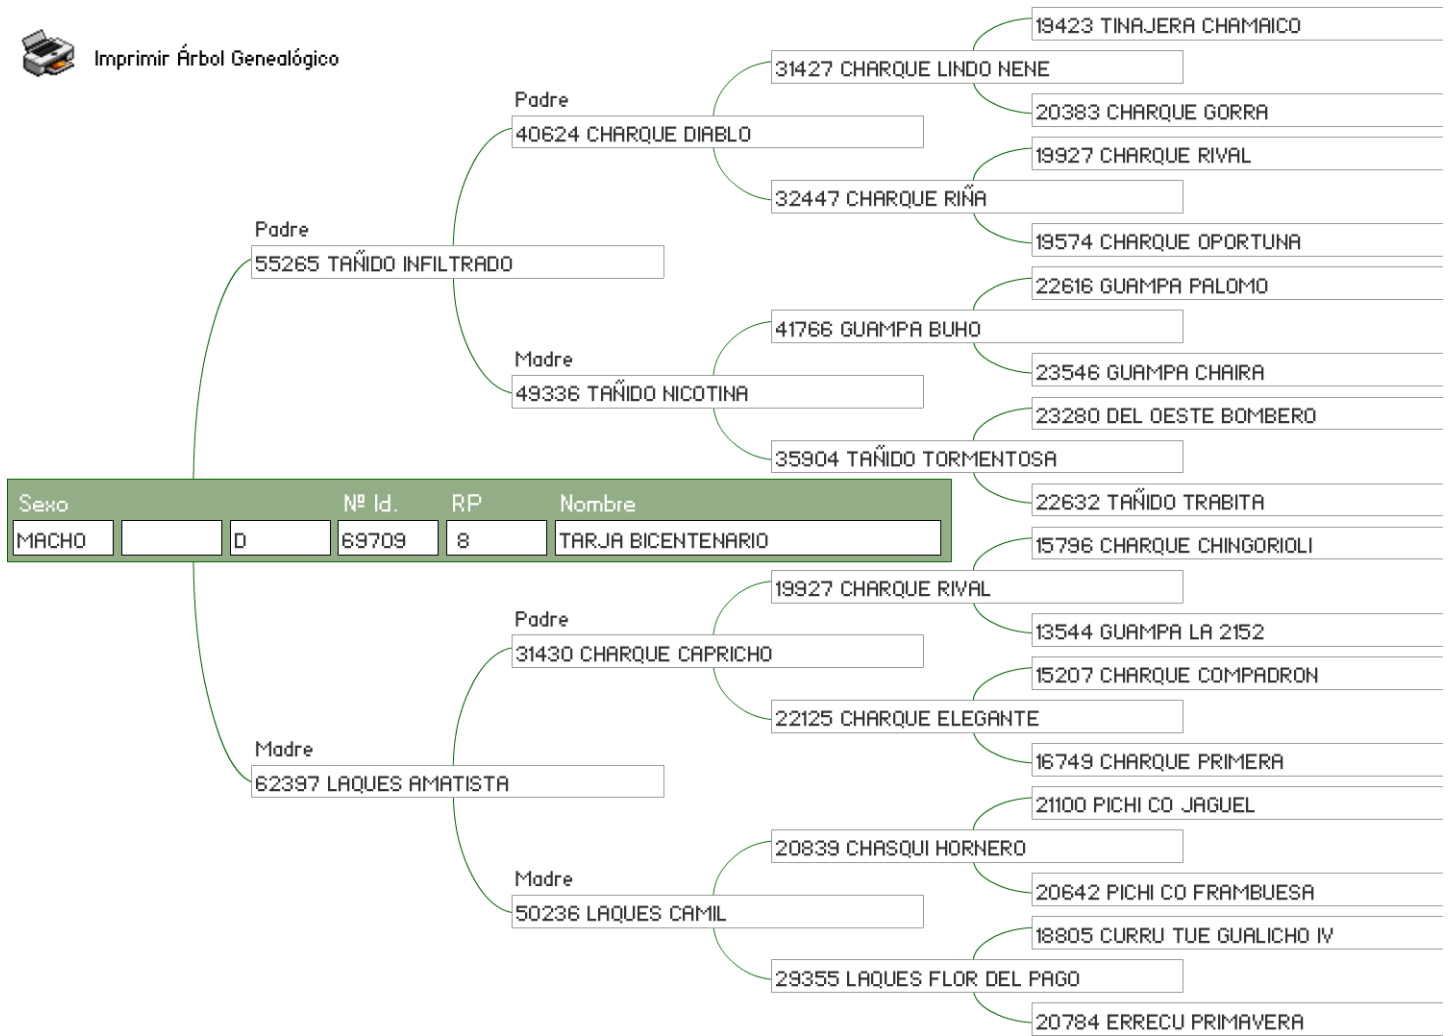 19423 TINAJERA CHAMAICO
Imprimir Árbol Genealógico
31427 CHARQUE LINDO NENE
Padre
20383 CHARQUE GORRA
40624 CHARQUE DIABLO
19927 CHARQUE RIVAL
32447 CHARQUE RIÑA
Padre
19574 CHARQUE OPORTUNA
55265 TAÑIDO INFILTRADO
22616 GUAMPA PALOMO
41766 GUAMPA BUHO
Madre
23546 GUAMPA CHAIRA
49336 TAÑIDO NICOTINA
23280 DEL OESTE BOMBERO
35904 TAÑIDO TORMENTOSA
Sexo Nº Id. RP Nombre
22632 TAÑIDO TRABITA
MACHO D 69709 8 TARJA BICENTENARIO
15796 CHARQUE CHINGORIOLI
19927 CHARQUE RIVAL
Padre
13544 GUAMPA LA 2152
31430 CHARQUE CAPRICHO
15207 CHARQUE COMPADRON
22125 CHARQUE ELEGANTE
Madre
16749 CHARQUE PRIMERA
62397 LAQUES AMATISTA
21100 PICHI CO JAGUEL
20839 CHASQUI HORNERO
Madre
20642 PICHI CO FRAMBUESA
50236 LAQUES CAMIL
18805 CURRU TUE GUALICHO IV
29355 LAQUES FLOR DEL PAGO
20784 ERRECU PRIMAVERA